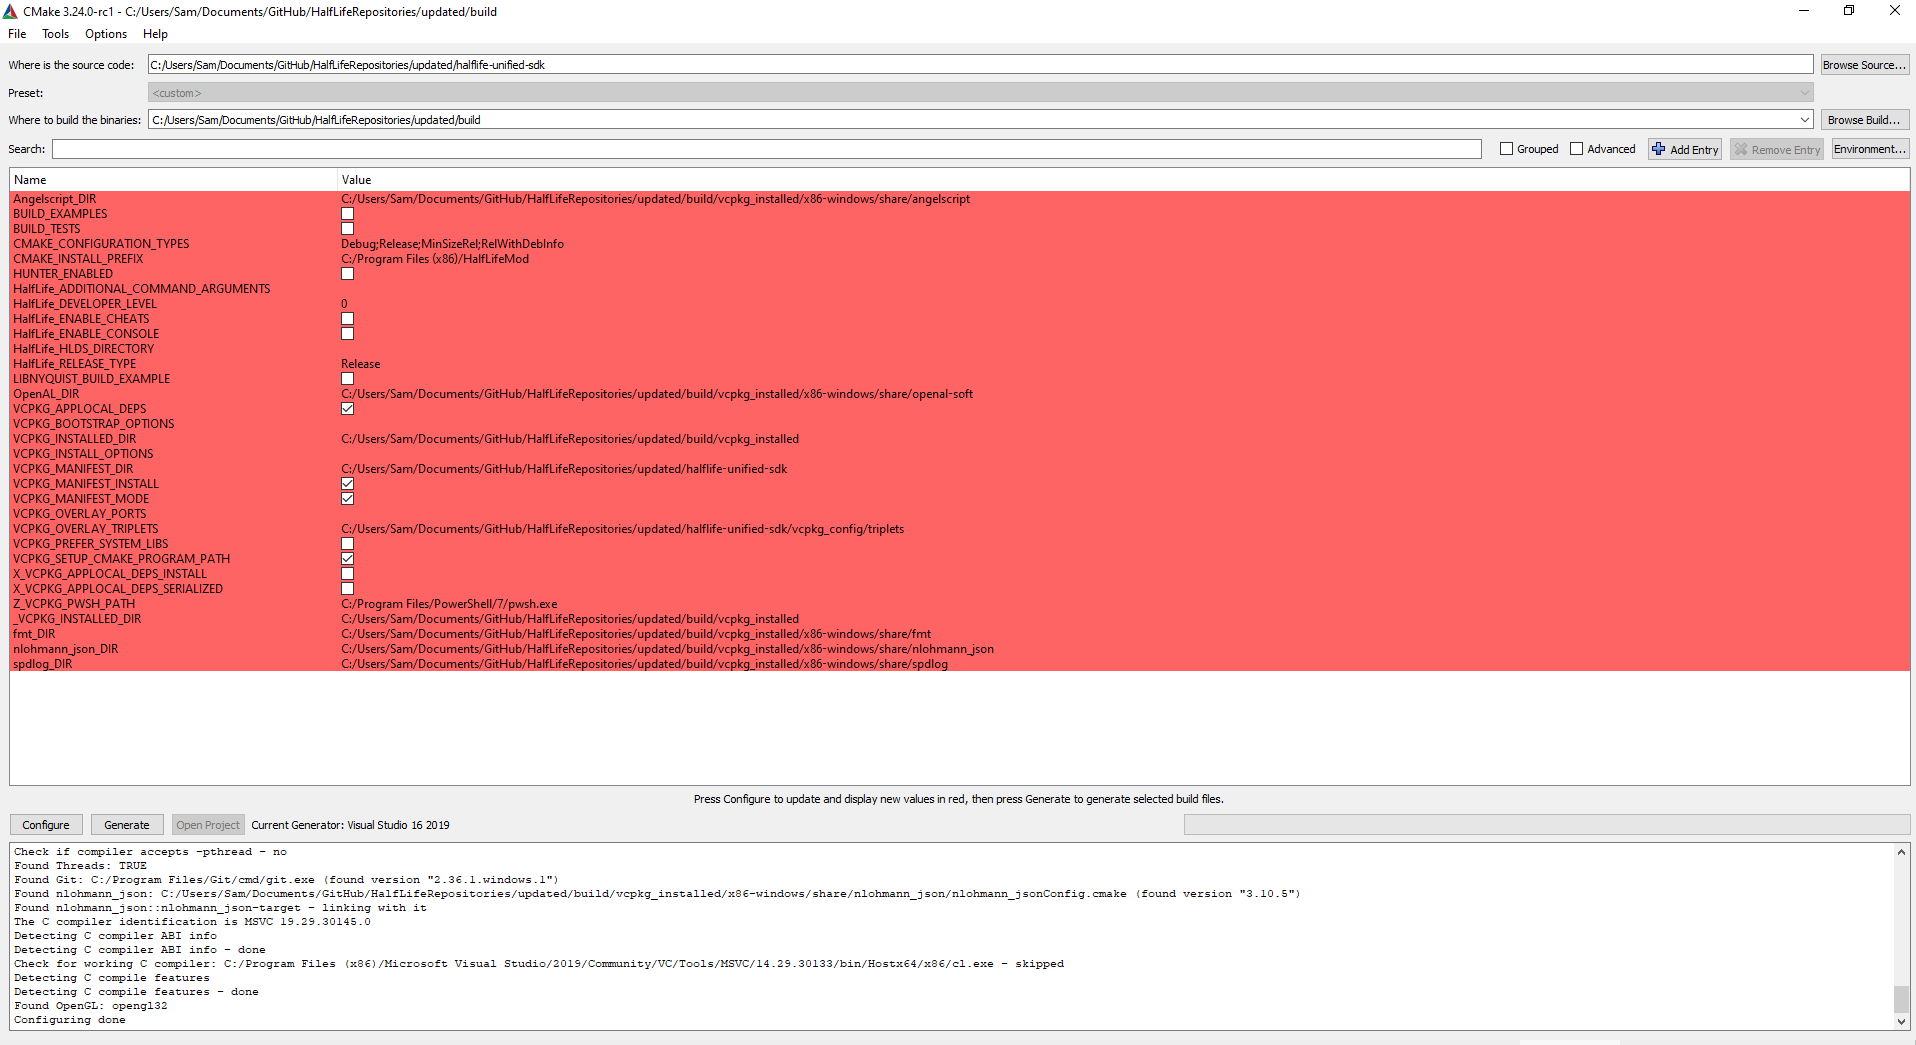 CMake 3.24.0-rc1 - C:/Users/Sam/Documents/GitHub/HalfLifeRepositories/updated/build
File Tools Options Help
Where is the source code: C:/Users/Sam/Documents/GitHub/HalfLifeRepositories/updated/halflife-unified-sdk Browse Source...
Preset: <custom>
Where to build the binaries: C:/Users/Sam/Documents/GitHub/HalfLifeRepositories/updated/build Browse Build...
Search: Grouped Advanced Add Entry Remove Entry Environment...
Name Value
Angelscript_DIR C:/Users/Sam/Documents/GitHub/HalfLifeRepositories/updated/build/vcpkg_installed/x86-windows/share/angelscript
BUILD_EXAMPLES
BUILD_TESTS
CMAKE_CONFIGURATION_TYPES Debug;Release;MinSizeRel;RelWithDebInfo
CMAKE_INSTALL_PREFIX C:/Program Files (x86)/HalfLifeMod
HUNTER_ENABLED
HalfLife_ADDITIONAL_COMMAND_ARGUMENTS
HalfLife_DEVELOPER_LEVEL 0
HalfLife_ENABLE_CHEATS
HalfLife_ENABLE_CONSOLE
HalfLife_HLDS_DIRECTORY
HalfLife_RELEASE_TYPE Release
LIBNYQUIST_BUILD_EXAMPLE
OpenAL_DIR C:/Users/Sam/Documents/GitHub/HalfLifeRepositories/updated/build/vcpkg_installed/x86-windows/share/openal-soft
VCPKG_APPLOCAL_DEPS
VCPKG_BOOTSTRAP_OPTIONS
VCPKG_INSTALLED_DIR C:/Users/Sam/Documents/GitHub/HalfLifeRepositories/updated/build/vcpkg_installed
VCPKG_INSTALL_OPTIONS
VCPKG_MANIFEST_DIR C:/Users/Sam/Documents/GitHub/HalfLifeRepositories/updated/halflife-unified-sdk
VCPKG_MANIFEST_INSTALL
VCPKG_MANIFEST_MODE
VCPKG_OVERLAY_PORTS
VCPKG_OVERLAY_TRIPLETS C:/Users/Sam/Documents/GitHub/HalfLifeRepositories/updated/halflife-unified-sdk/vcpkg_config/triplets
VCPKG_PREFER_SYSTEM_LIBS
VCPKG_SETUP_CMAKE_PROGRAM_PATH
X_VCPKG_APPLOCAL_DEPS_INSTALL
X_VCPKG_APPLOCAL_DEPS_SERIALIZED
Z_VCPKG_PWSH_PATH C:/Program Files/PowerShell/7/pwsh.exe
_VCPKG_INSTALLED_DIR C:/Users/Sam/Documents/GitHub/HalfLifeRepositories/updated/build/vcpkg_installed
fmt_DIR C:/Users/Sam/Documents/GitHub/HalfLifeRepositories/updated/build/vcpkg_installed/x86-windows/share/fmt
nlohmann_json_DIR C:/Users/Sam/Documents/GitHub/HalfLifeRepositories/updated/build/vcpkg_installed/x86-windows/share/nlohmann_json
spdlog_DIR C:/Users/Sam/Documents/GitHub/HalfLifeRepositories/updated/build/vcpkg_installed/x86-windows/share/spdlog
Press Configure to update and display new values in red, then press Generate to generate selected build files.
Configure Generate Open Project Current Generator: Visual Studio 16 2019
Check if compiler accepts -pthread - no
Found Threads: TRUE
Found Git: C:/Program Files/Git/cmd/git.exe (found version "2.36.1.windows.1")
Found nlohmann_json: C:/Users/Sam/Documents/GitHub/HalfLifeRepositories/updated/build/vcpkg_installed/x86-windows/share/nlohmann_json/nlohmann_jsonConfig.cmake (found version "3.10.5")
Found nlohmann_json::nlohmann_json-target - linking with it
The C compiler identification is MSVC 19.29.30145.0
Detecting C compiler ABI info
Detecting C compiler ABI info - done
Check for working C compiler: C:/Program Files (x86)/Microsoft Visual Studio/2019/Community/VC/Tools/MSVC/14.29.30133/bin/Hostx64/x86/cl.exe - skipped
Detecting C compile features
Detecting C compile features - done
Found OpenGL: opengl32
Configuring done